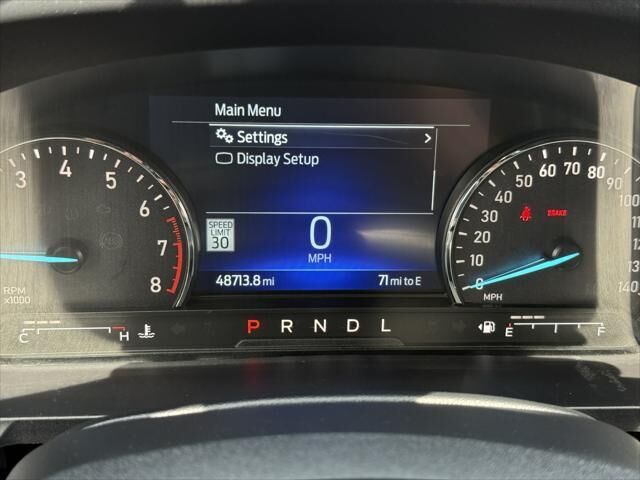 Main Menu
Settings
Display Setup
SPEED
LIMIT
30
0
MPH
48713.8 mi
71 mi to E
3 4 5 6 7 8
RPM
x1000
0 10 20 30 40 50 60 70 80 90 100
140
BRAKE
MPH
C H
P R N D L
E F